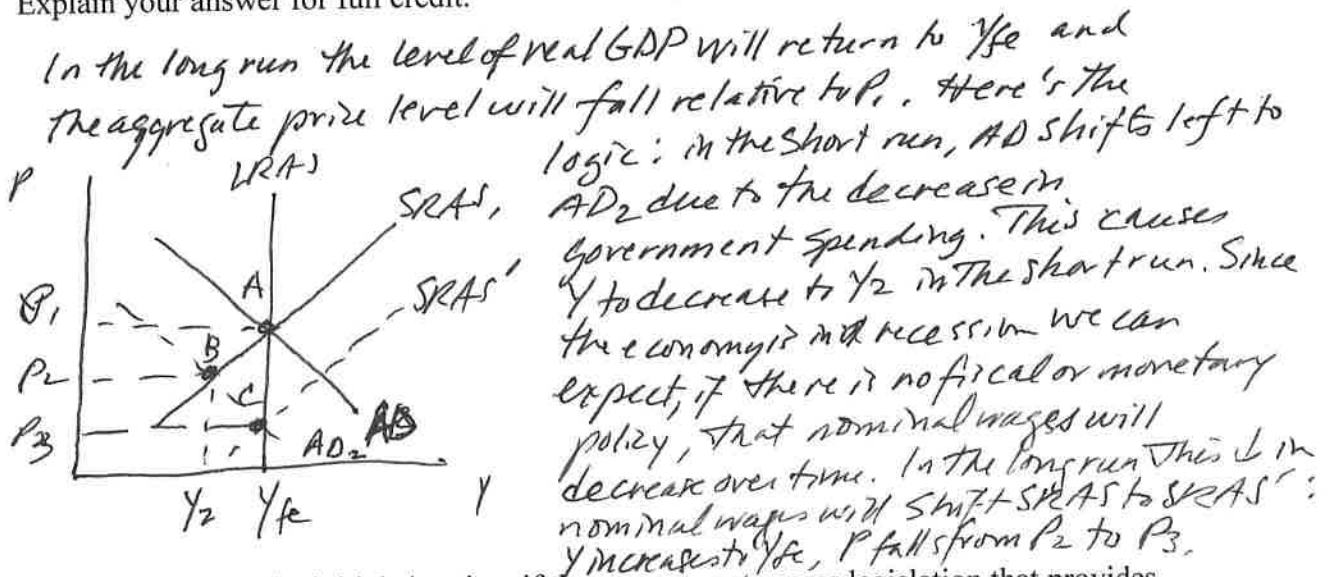 Explain your answer for full credit.
In the long run the level of real GDP will return to Yfe and
the aggregate price level will fall relative to P1. Here's the
logic: in the short run, AD shifts left to
AD2 due to the decrease in
government spending. This causes
Y to decrease to Y2 in the short run. Since
the economy is in a recession we can
expect, if there is no fiscal or monetary
policy, that nominal wages will
decrease over time. In the long run this ↓ in
nominal wages will shift SRAS to SRAS':
Y increases to Yfe, P falls from P2 to P3.
P
LRAS
SRAS1
SRAS'
A
P1
B
P2
C
P3
AD2
AD
Y2
Yfe
Y
legislation that provides